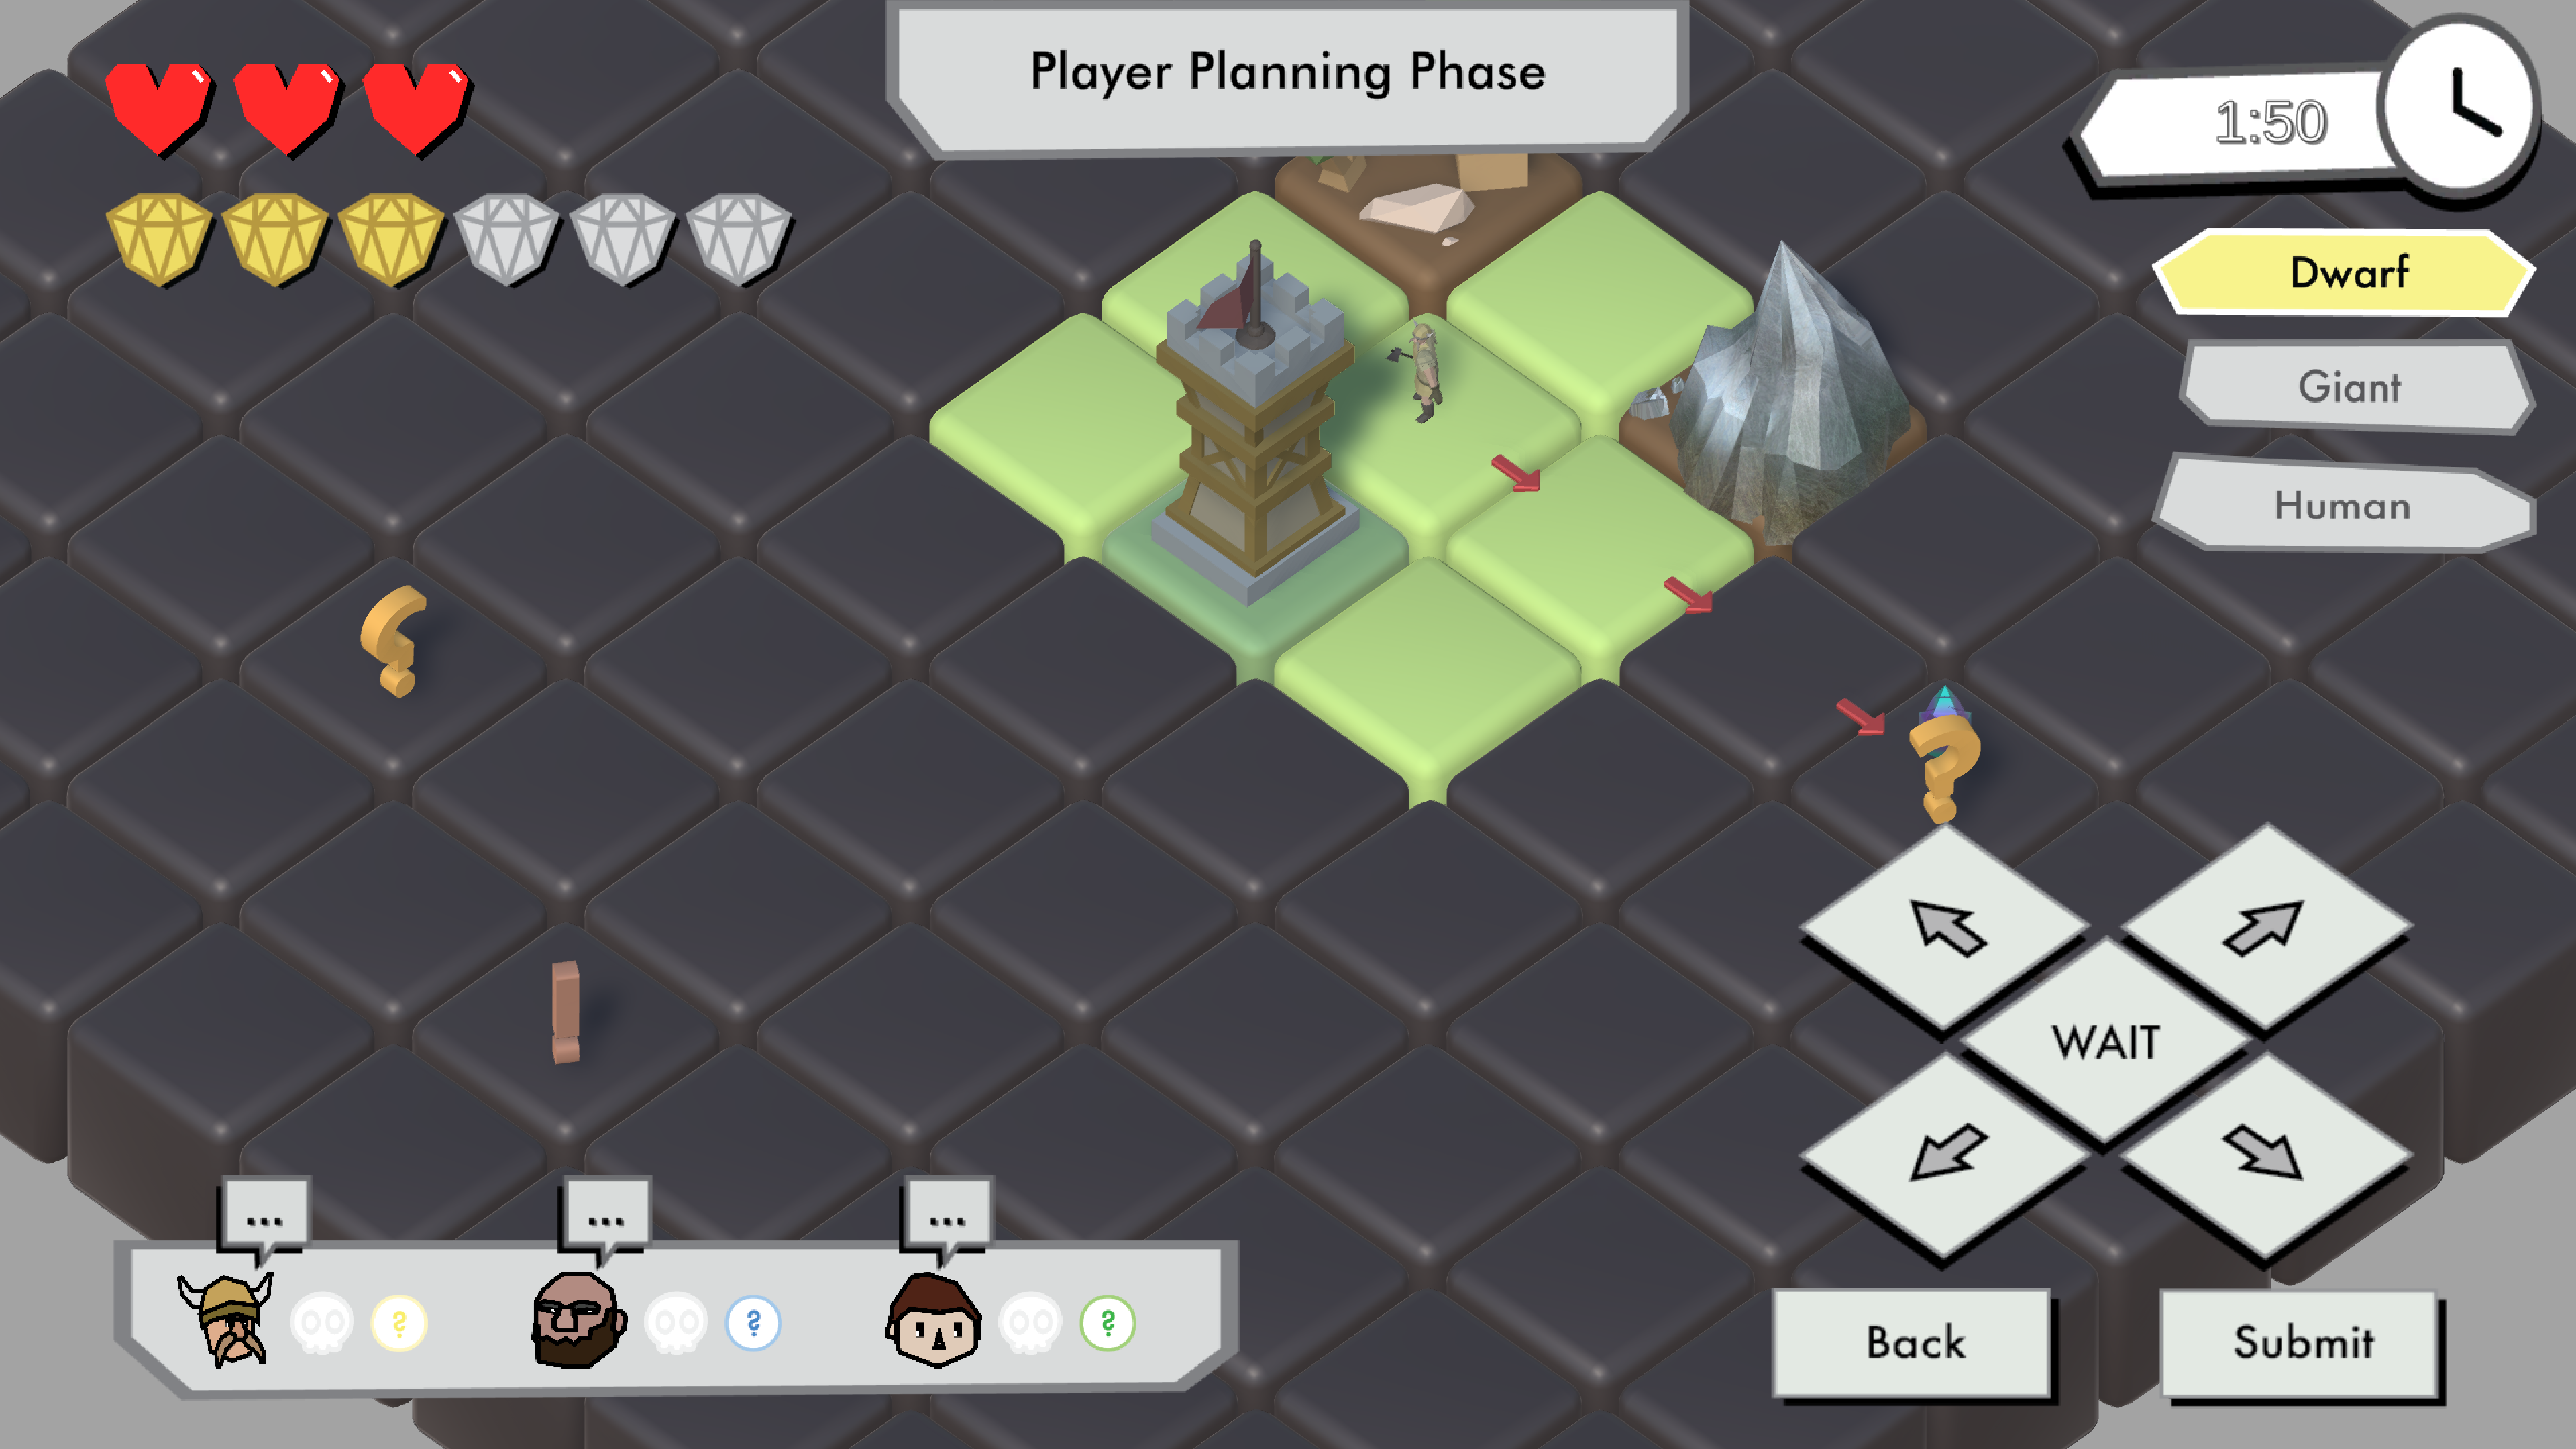 Player Planning Phase
1:50
Dwarf
Giant
Human
?
?
!
WAIT
...
...
...
?
?
?
Back
Submit